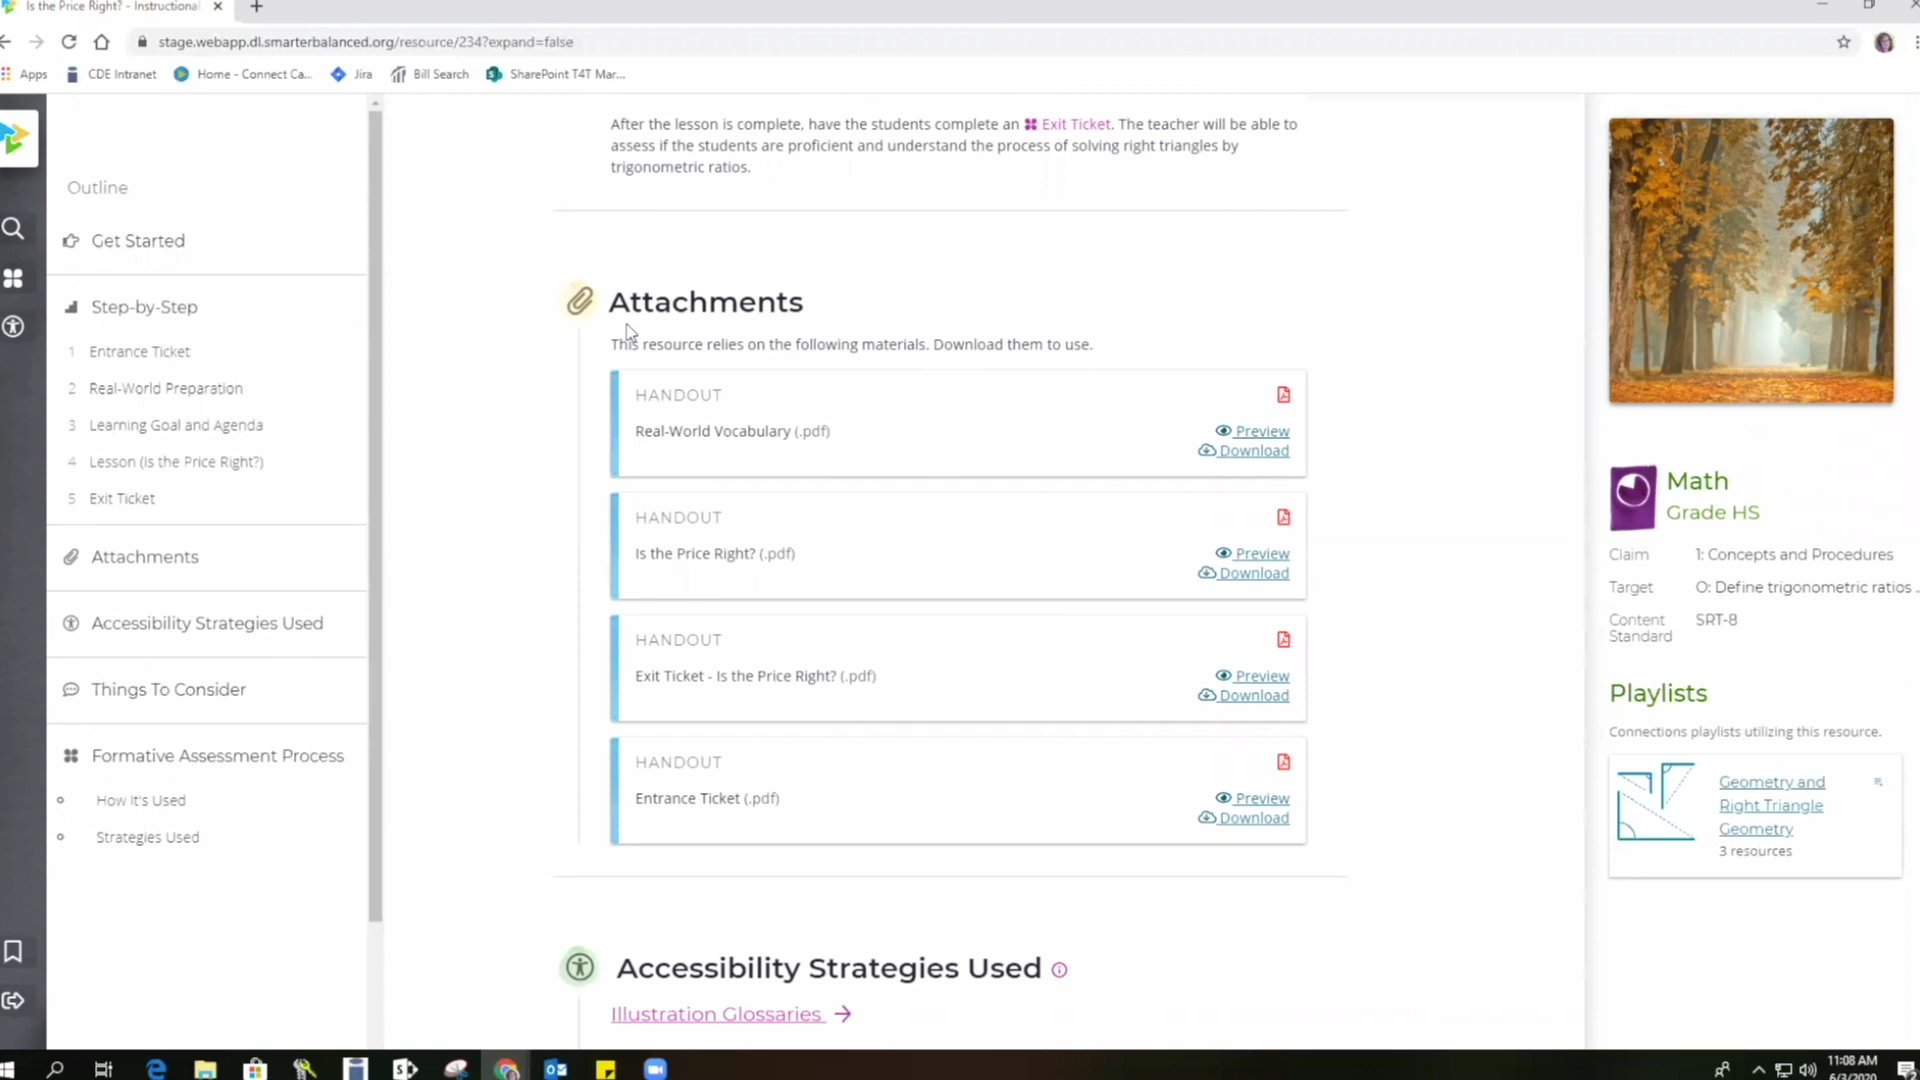 Is the Price Right? - Instructional
stage.webapp.dl.smarterbalanced.org/resource/234?expand=false
Apps
CDE Intranet
Home - Connect Ca...
Jira
Bill Search
SharePoint T4T Mar...
Outline
Get Started
Step-by-Step
1 Entrance Ticket
2 Real-World Preparation
3 Learning Goal and Agenda
4 Lesson (Is the Price Right?)
5 Exit Ticket
Attachments
Accessibility Strategies Used
Things To Consider
Formative Assessment Process
How It's Used
Strategies Used
After the lesson is complete, have the students complete an Exit Ticket. The teacher will be able to
assess if the students are proficient and understand the process of solving right triangles by
trigonometric ratios.
Attachments
This resource relies on the following materials. Download them to use.
HANDOUT
Real-World Vocabulary (.pdf)
Preview
Download
HANDOUT
Is the Price Right? (.pdf)
Preview
Download
HANDOUT
Exit Ticket - Is the Price Right? (.pdf)
Preview
Download
HANDOUT
Entrance Ticket (.pdf)
Preview
Download
Accessibility Strategies Used
Illustration Glossaries
Math
Grade HS
Claim 1: Concepts and Procedures
Target O: Define trigonometric ratios ..
Content SRT-8
Standard
Playlists
Connections playlists utilizing this resource.
Geometry and
Right Triangle
Geometry
3 resources
11:08 AM
6/3/2020